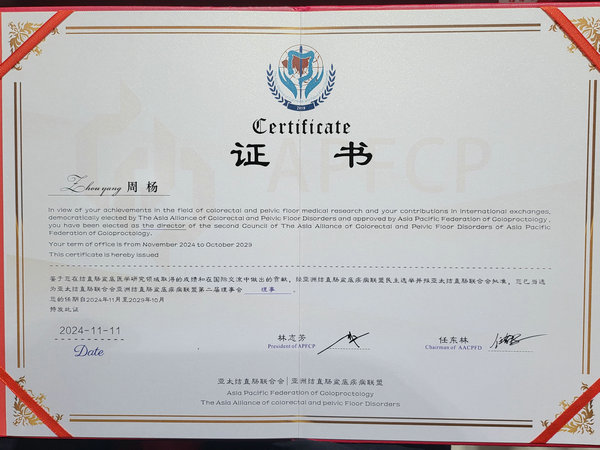 2018
Certificate
证 书
APFCP
Zhou yang 周 杨
In view of your achievements in the field of colorectal and pelvic floor medical research and your contributions in International exchanges,
democratically elected by The Asia Alliance of Colorectal and Pelvic Floor Disorders and approved by Asia Pacific Federation of Coloproctology,
you have been elected as the director of the second Council of The Asia Alliance of Colorectal and Pelvic Floor Disorders of Asia Pacific
Federation of Coloproctology.
Your term of office is from November 2024 to October 2029
This certificate is hereby issued
鉴于您在结直肠盆底医学研究领域取得的成绩和在国际交流中做出的贡献，经亚洲结直肠盆底疾病联盟民主选举并报亚太结直肠联合会批准，您已当选
为亚太结直肠联合会亚洲结直肠盆底疾病联盟第二届理事会 理事
您的任期自2024年11月至2029年10月
特发此证
2024-11-11
Date
林志芳
President of APFCP
任东林
Chairman of AACPFD
亚太结直肠联合会 | 亚洲结直肠盆底疾病联盟
Asia Pacific Federation of Coloproctology
The Asia Alliance of colorectal and pelvic Floor Disorders